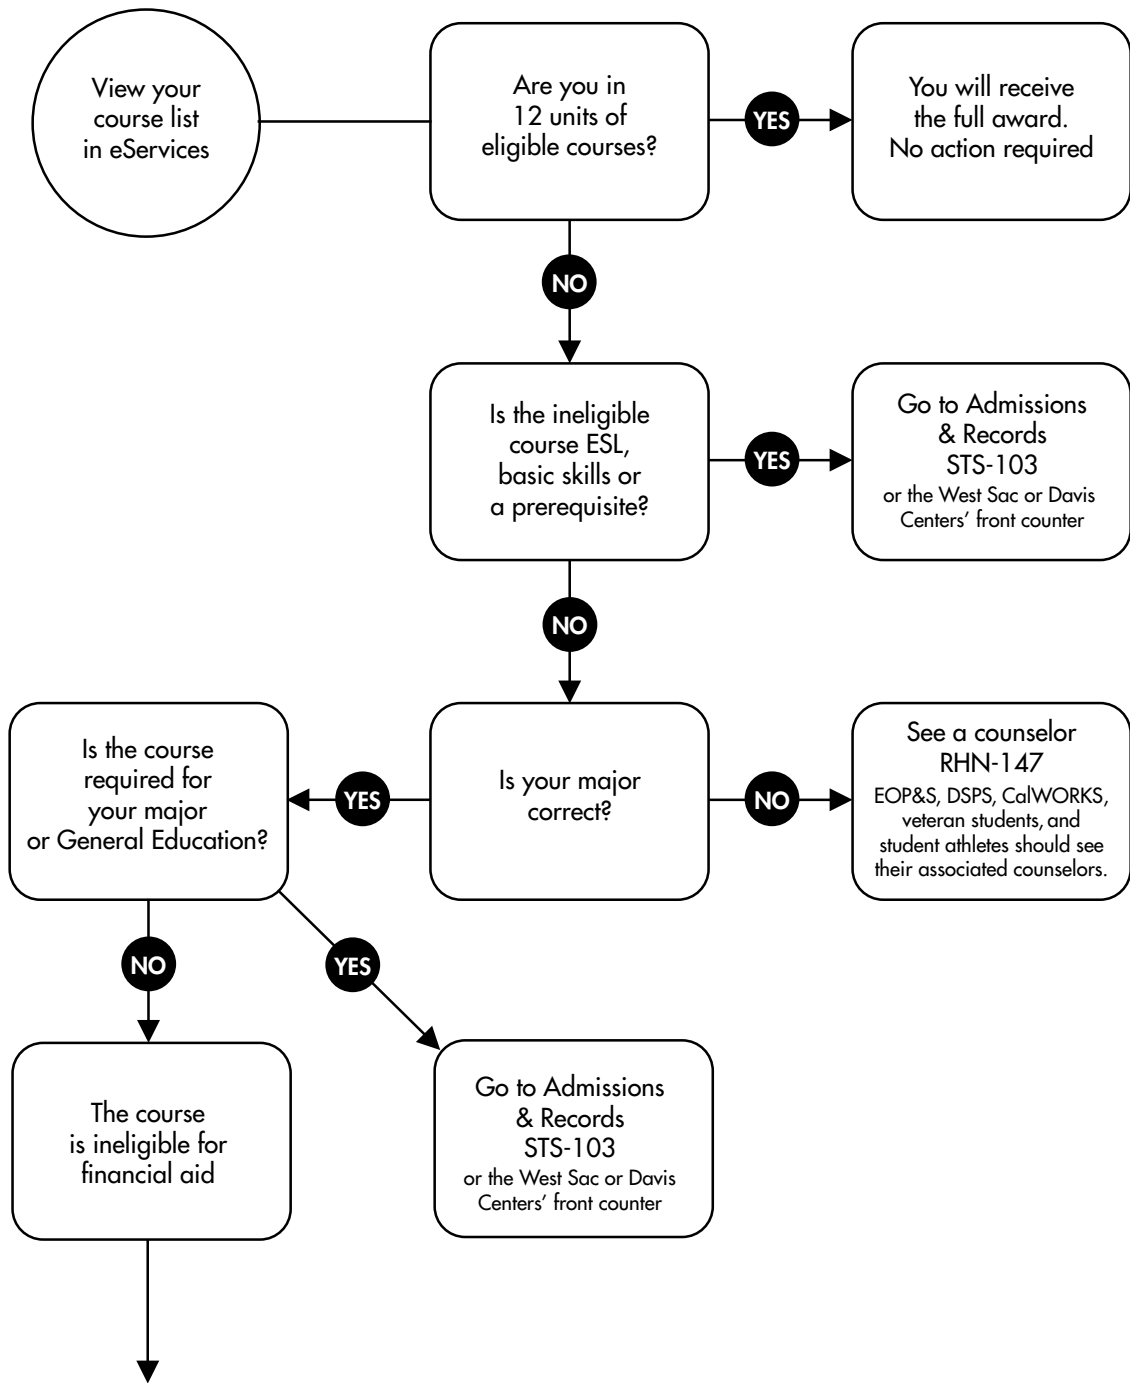 View your
course list
in eServices
Are you in
12 units of
eligible courses?
YES
You will receive
the full award.
No action required
NO
Is the ineligible
course ESL,
basic skills or
a prerequisite?
YES
Go to Admissions
& Records
STS-103
or the West Sac or Davis
Centers’ front counter
NO
Is the course
required for
your major
or General Education?
YES
Is your major
correct?
NO
See a counselor
RHN-147
EOP&S, DSPS, CalWORKS,
veteran students, and
student athletes should see
their associated counselors.
NO
YES
The course
is ineligible for
financial aid
Go to Admissions
& Records
STS-103
or the West Sac or Davis
Centers’ front counter